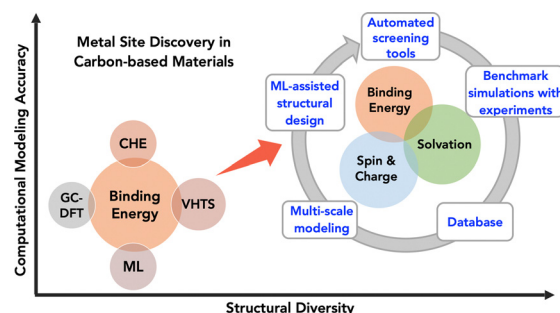 Computational Modeling Accuracy
Metal Site Discovery in
Carbon-based Materials
CHE
GC-
DFT
Binding
Energy
VHTS
ML
Automated
screening
tools
ML-assisted
structural
design
Benchmark
simulations with
experiments
Binding
Energy
Solvation
Spin &
Charge
Multi-scale
modeling
Database
Structural Diversity